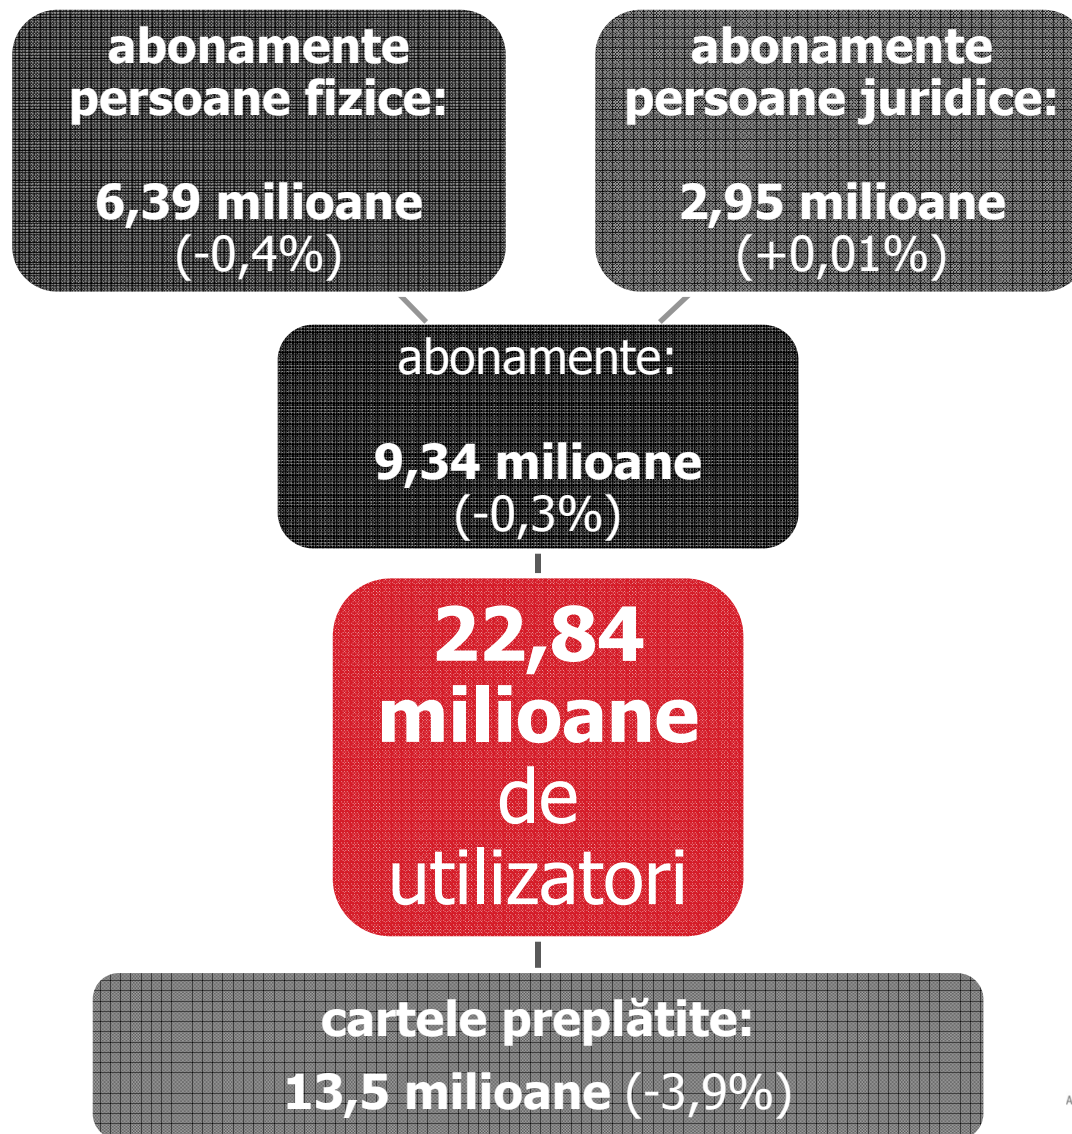 abonamente
persoane fizice:
6,39 milioane
(-0,4%)
abonamente
persoane juridice:
2,95 milioane
(+0,01%)
abonamente:
9,34 milioane
(-0,3%)
22,84
milioane
de
utilizatori
cartele preplătite:
13,5 milioane (-3,9%)
A